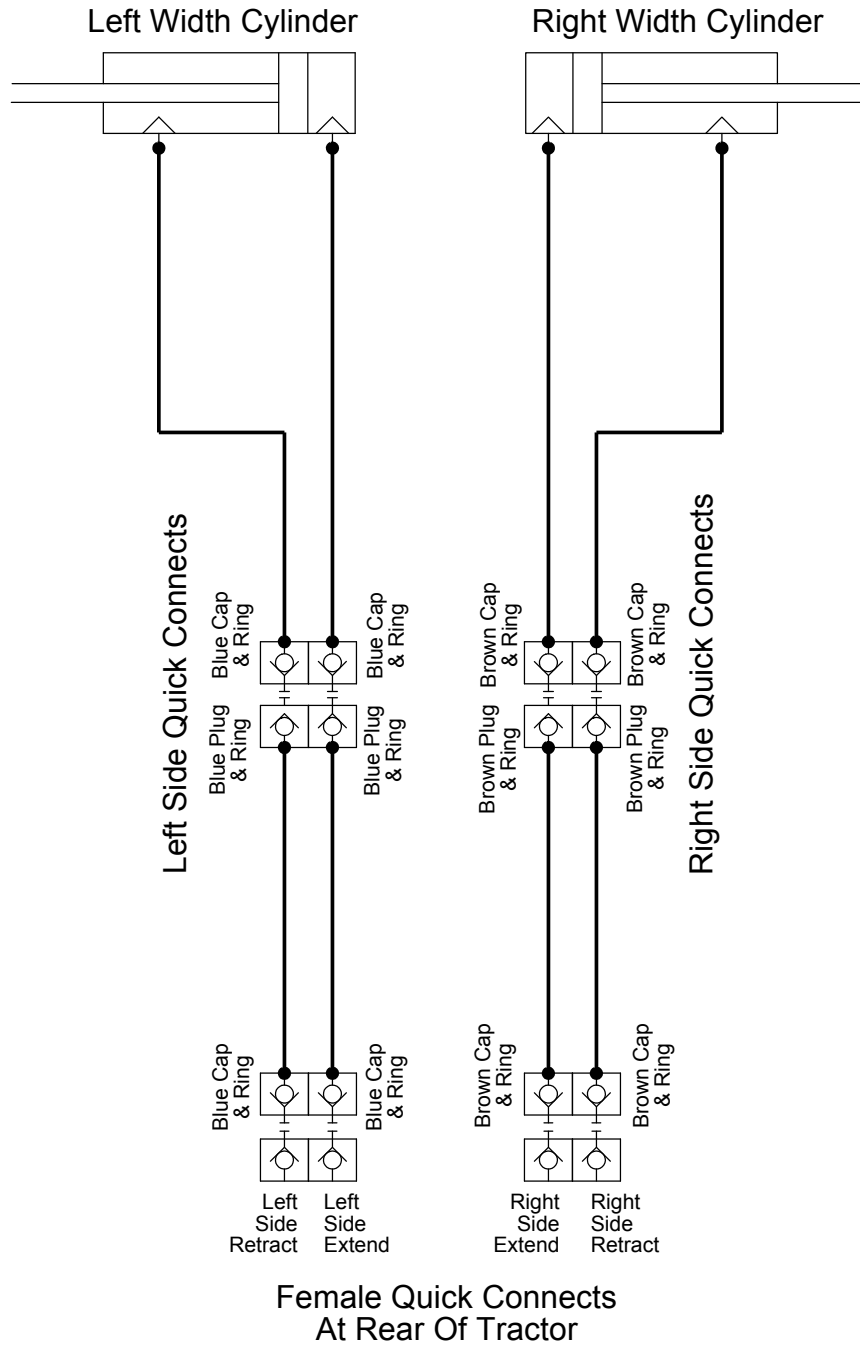 Left Width Cylinder
Right Width Cylinder
Left Side Quick Connects
Right Side Quick Connects
Blue Cap
& Ring
Blue Cap
& Ring
Brown Cap
& Ring
Brown Cap
& Ring
Blue Plug
& Ring
Blue Plug
& Ring
Brown Plug
& Ring
Brown Plug
& Ring
Blue Cap
& Ring
Blue Cap
& Ring
Brown Cap
& Ring
Brown Cap
& Ring
Left
Side
Retract
Left
Side
Extend
Right
Side
Extend
Right
Side
Retract
Female Quick Connects
At Rear Of Tractor